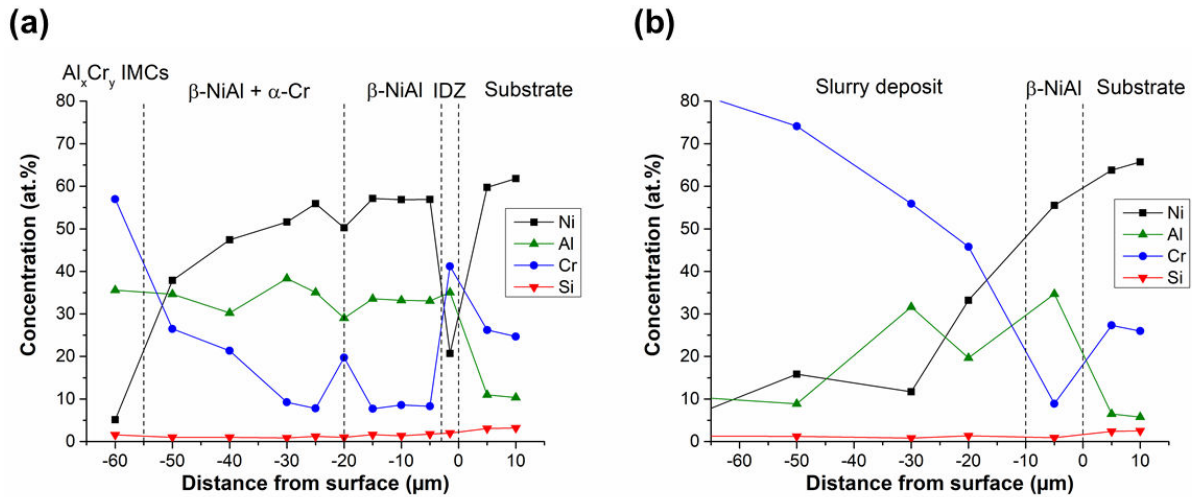 (a)
Al_xCr_y IMCs
β-NiAl + α-Cr
β-NiAl
IDZ
Substrate
80
70
60
50
40
30
20
10
0
Concentration (at.%)
Ni
Al
Cr
Si
-60 -50 -40 -30 -20 -10 0 10
Distance from surface (µm)
(b)
Slurry deposit
β-NiAl
Substrate
80
70
60
50
40
30
20
10
0
Concentration (at.%)
Ni
Al
Cr
Si
-60 -50 -40 -30 -20 -10 0 10
Distance from surface (µm)